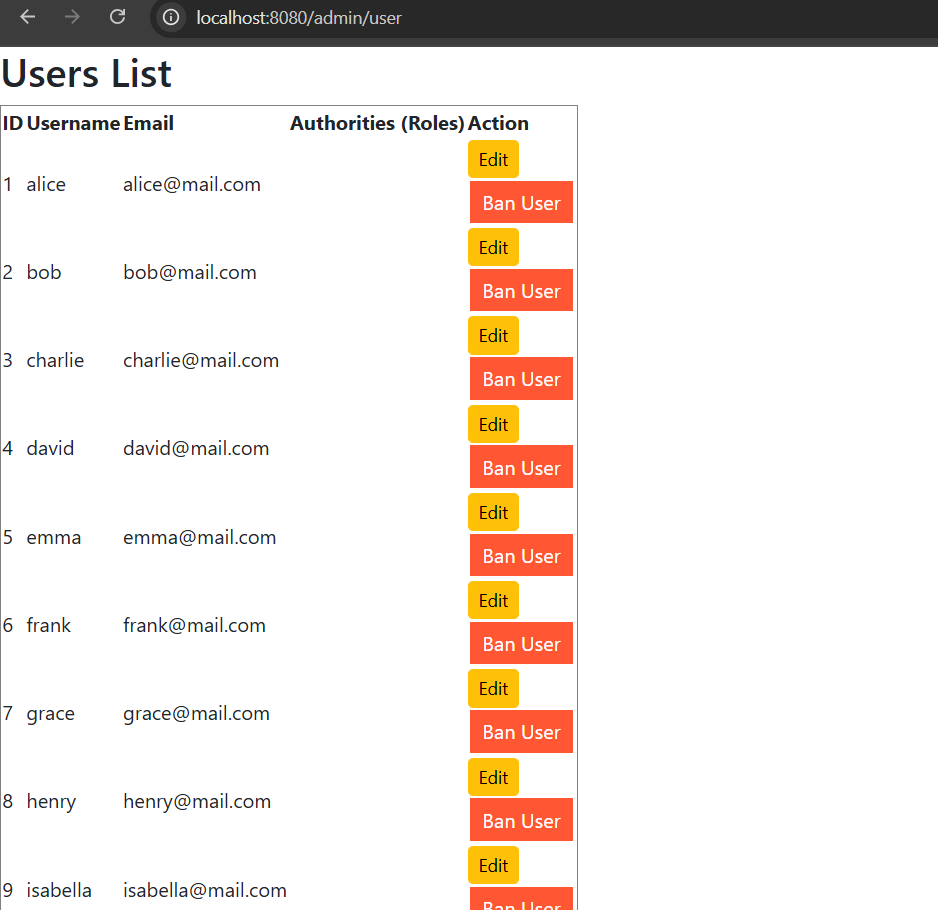 localhost:8080/admin/user
Users List
ID Username Email Authorities (Roles) Action
1 alice alice@mail.com Edit
Ban User
2 bob bob@mail.com Edit
Ban User
3 charlie charlie@mail.com Edit
Ban User
4 david david@mail.com Edit
Ban User
5 emma emma@mail.com Edit
Ban User
6 frank frank@mail.com Edit
Ban User
7 grace grace@mail.com Edit
Ban User
8 henry henry@mail.com Edit
Ban User
9 isabella isabella@mail.com Edit
Ban User